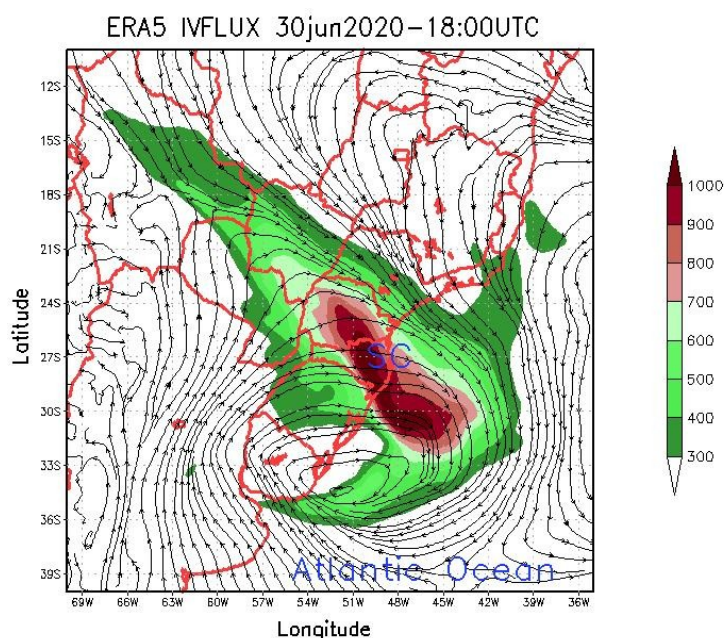 ERA5 IVFLUX 30jun2020-18:00UTC
12S
15S
18S
21S
24S
27S
30S
33S
36S
39S
Latitude
SC
Atlantic Ocean
69W 66W 63W 60W 57W 54W 51W 48W 45W 42W 39W 36W
Longitude
1000
900
800
700
600
500
400
300